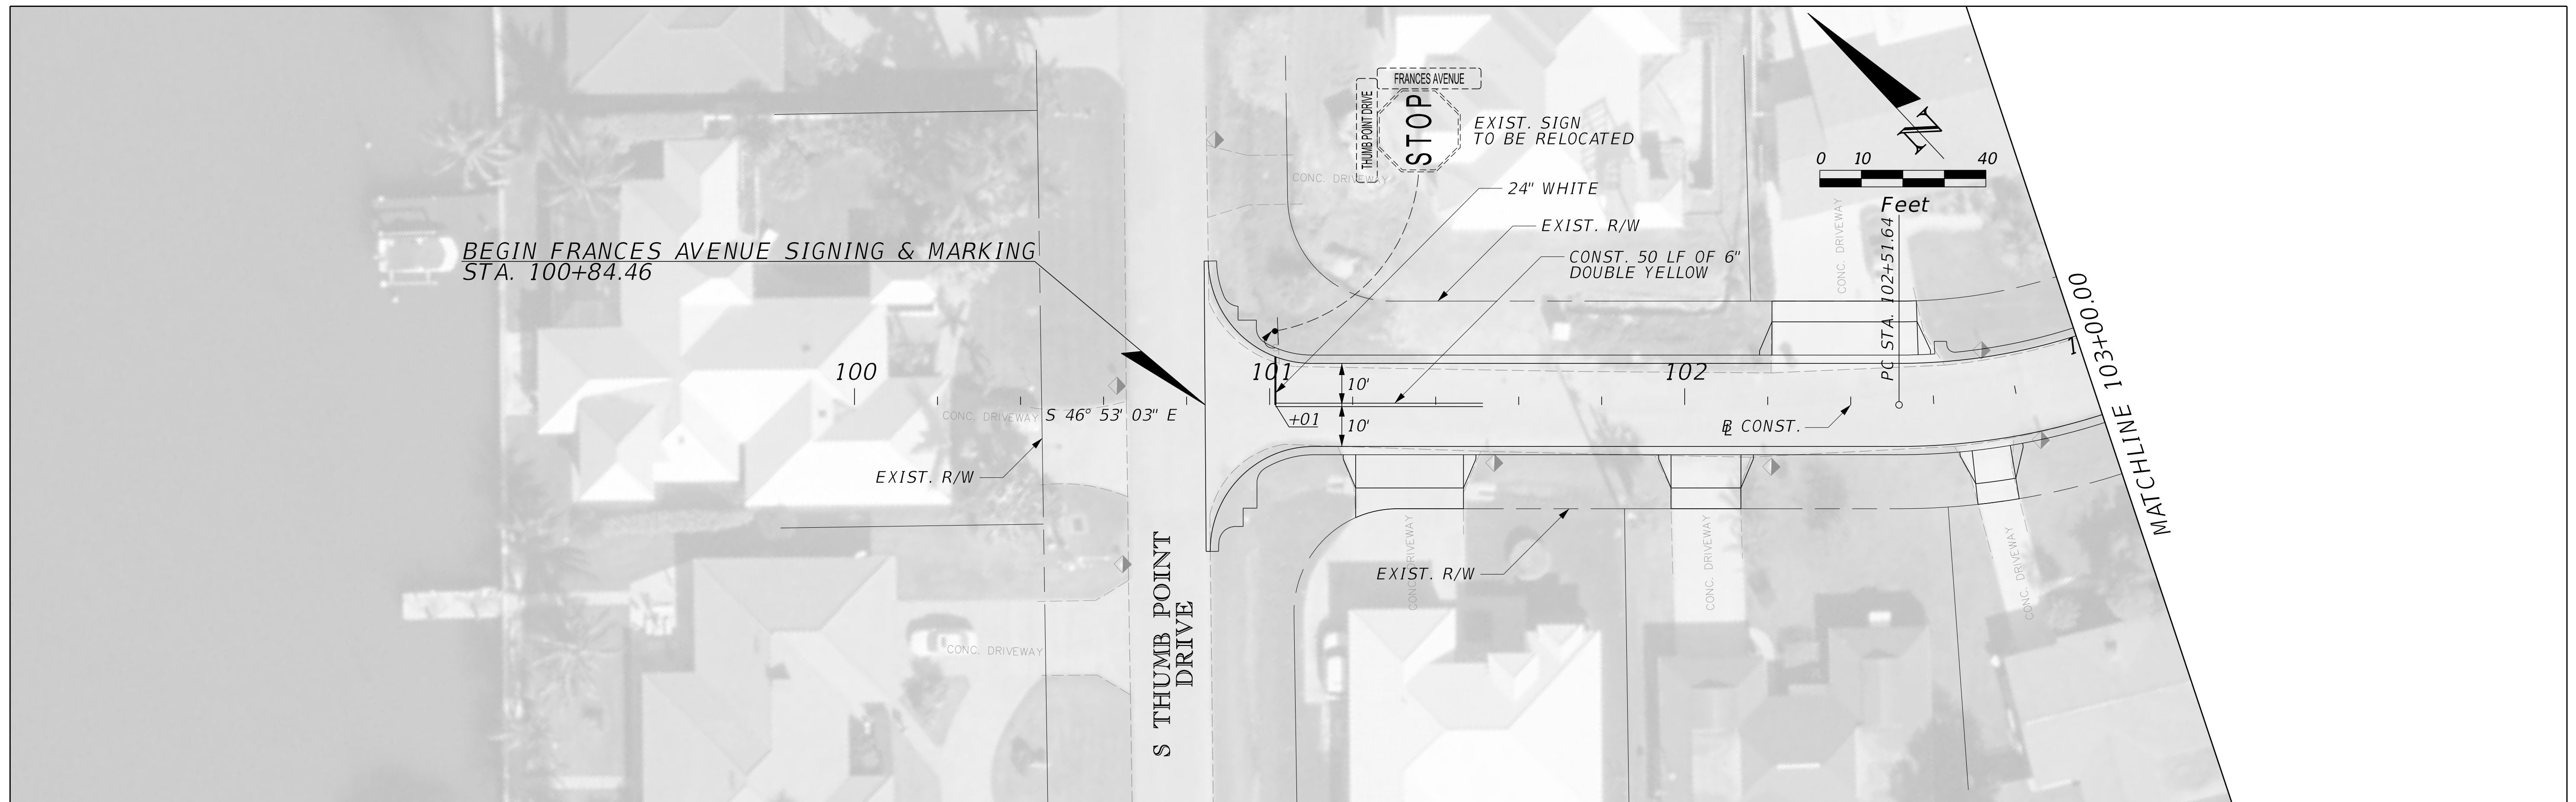 FRANCES AVENUE
THUMB POINT DRIVE
STOP
EXIST. SIGN
TO BE RELOCATED
24" WHITE
EXIST. R/W
CONST. 50 LF OF 6"
DOUBLE YELLOW
N
0 10 40
Feet
CONC. DRIVEWAY
CONC. DRIVEWAY
PC STA. 102+51.64
MATCHLINE 103+00.00
BEGIN FRANCES AVENUE SIGNING & MARKING
STA. 100+84.46
100
101
102
1
10'
10'
+01
CONC. DRIVEWAY
S 46° 53' 03" E
BL CONST.
EXIST. R/W
EXIST. R/W
S THUMB POINT
DRIVE
CONC. DRIVEWAY
CONC. DRIVEWAY
CONC. DRIVEWAY
CONC. DRIVEWAY